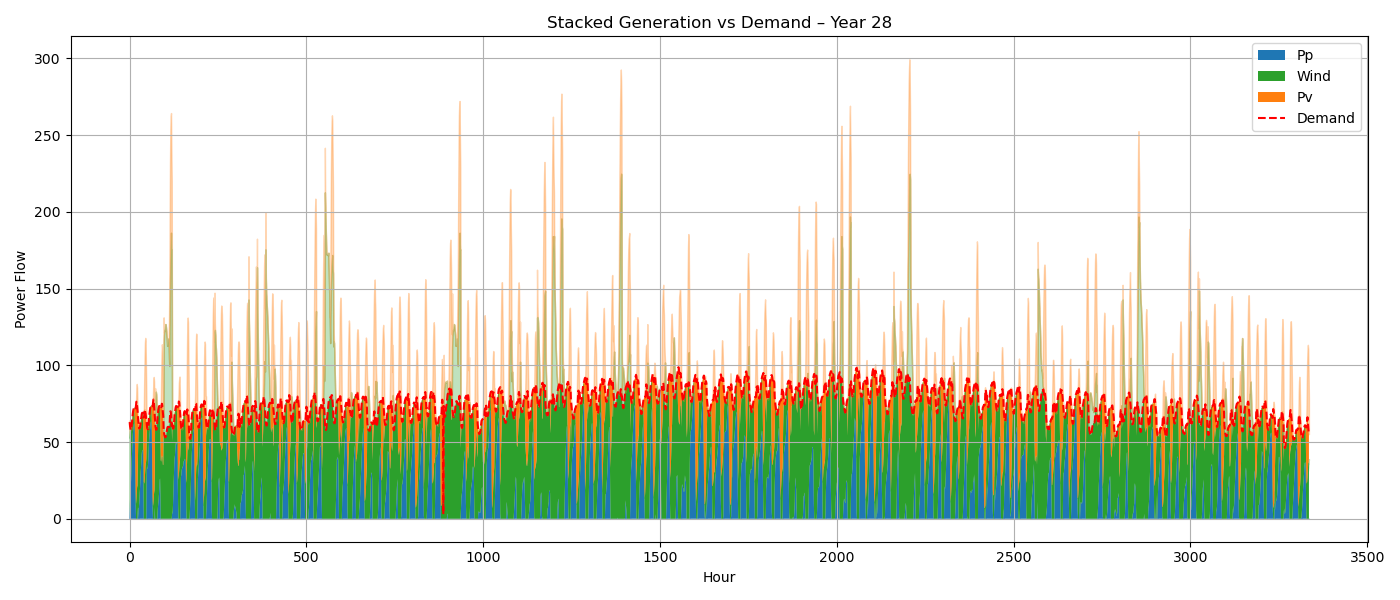 Stacked Generation vs Demand – Year 28
Power Flow
300
250
200
150
100
50
0
0 500 1000 1500 2000 2500 3000 3500
Hour
Pp
Wind
Pv
Demand